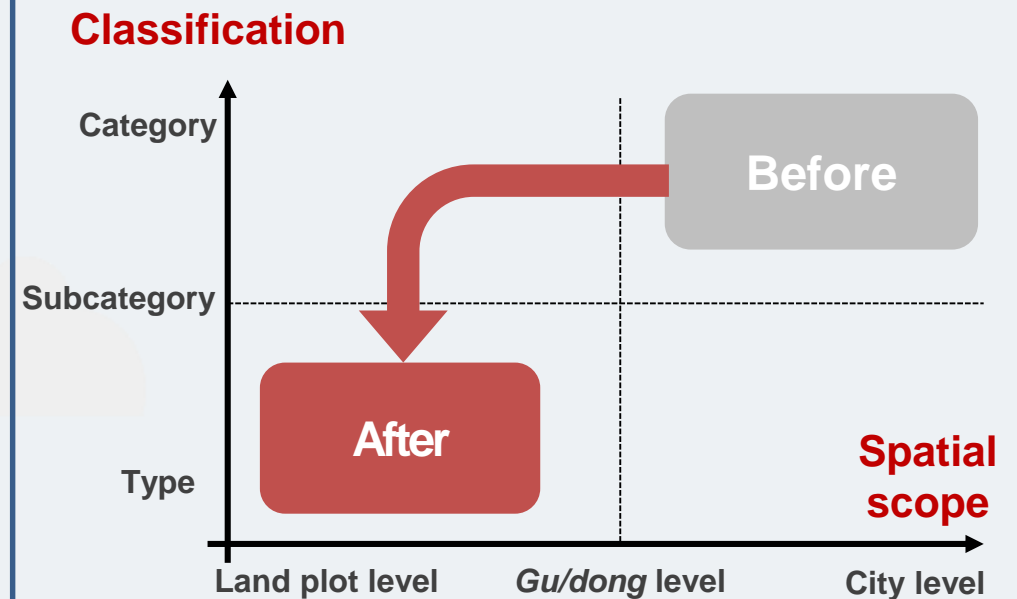 Classification
Category
Before
Subcategory
After
Type
Spatial
scope
Land plot level
Gu/dong level
City level